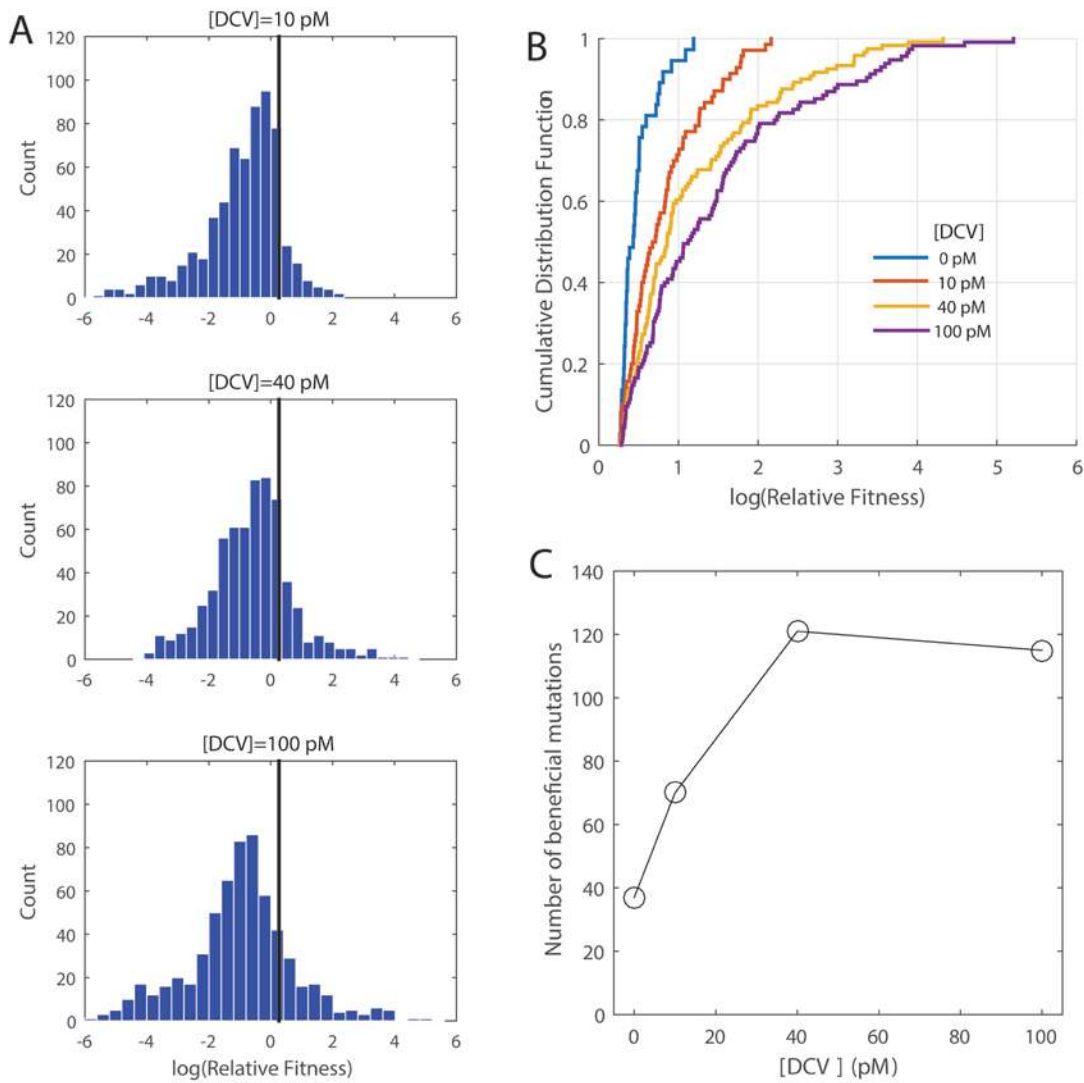 A
[DCV]=10 pM
120
100
80
60
40
20
0
Count
-6 -4 -2 0 2 4 6
[DCV]=40 pM
120
100
80
60
40
20
0
Count
-6 -4 -2 0 2 4 6
[DCV]=100 pM
120
100
80
60
40
20
0
Count
-6 -4 -2 0 2 4 6
log(Relative Fitness)
B
1
0.8
0.6
0.4
0.2
0
Cumulative Distribution Function
[DCV]
0 pM
10 pM
40 pM
100 pM
0 1 2 3 4 5 6
log(Relative Fitness)
C
140
120
100
80
60
40
20
0
Number of beneficial mutations
0 20 40 60 80 100
[DCV ] (pM)